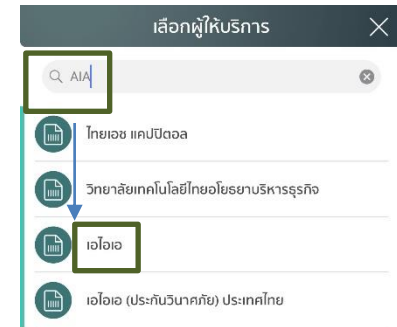 เลือกผู้ให้บริการ
AIA
ไทยเอช แคปปิตอล
วิทยาลัยเทคโนโลยีไทยอโยธยาบริหารธุรกิจ
เอไอเอ
เอไอเอ (ประกันวินาศภัย) ประเทศไทย